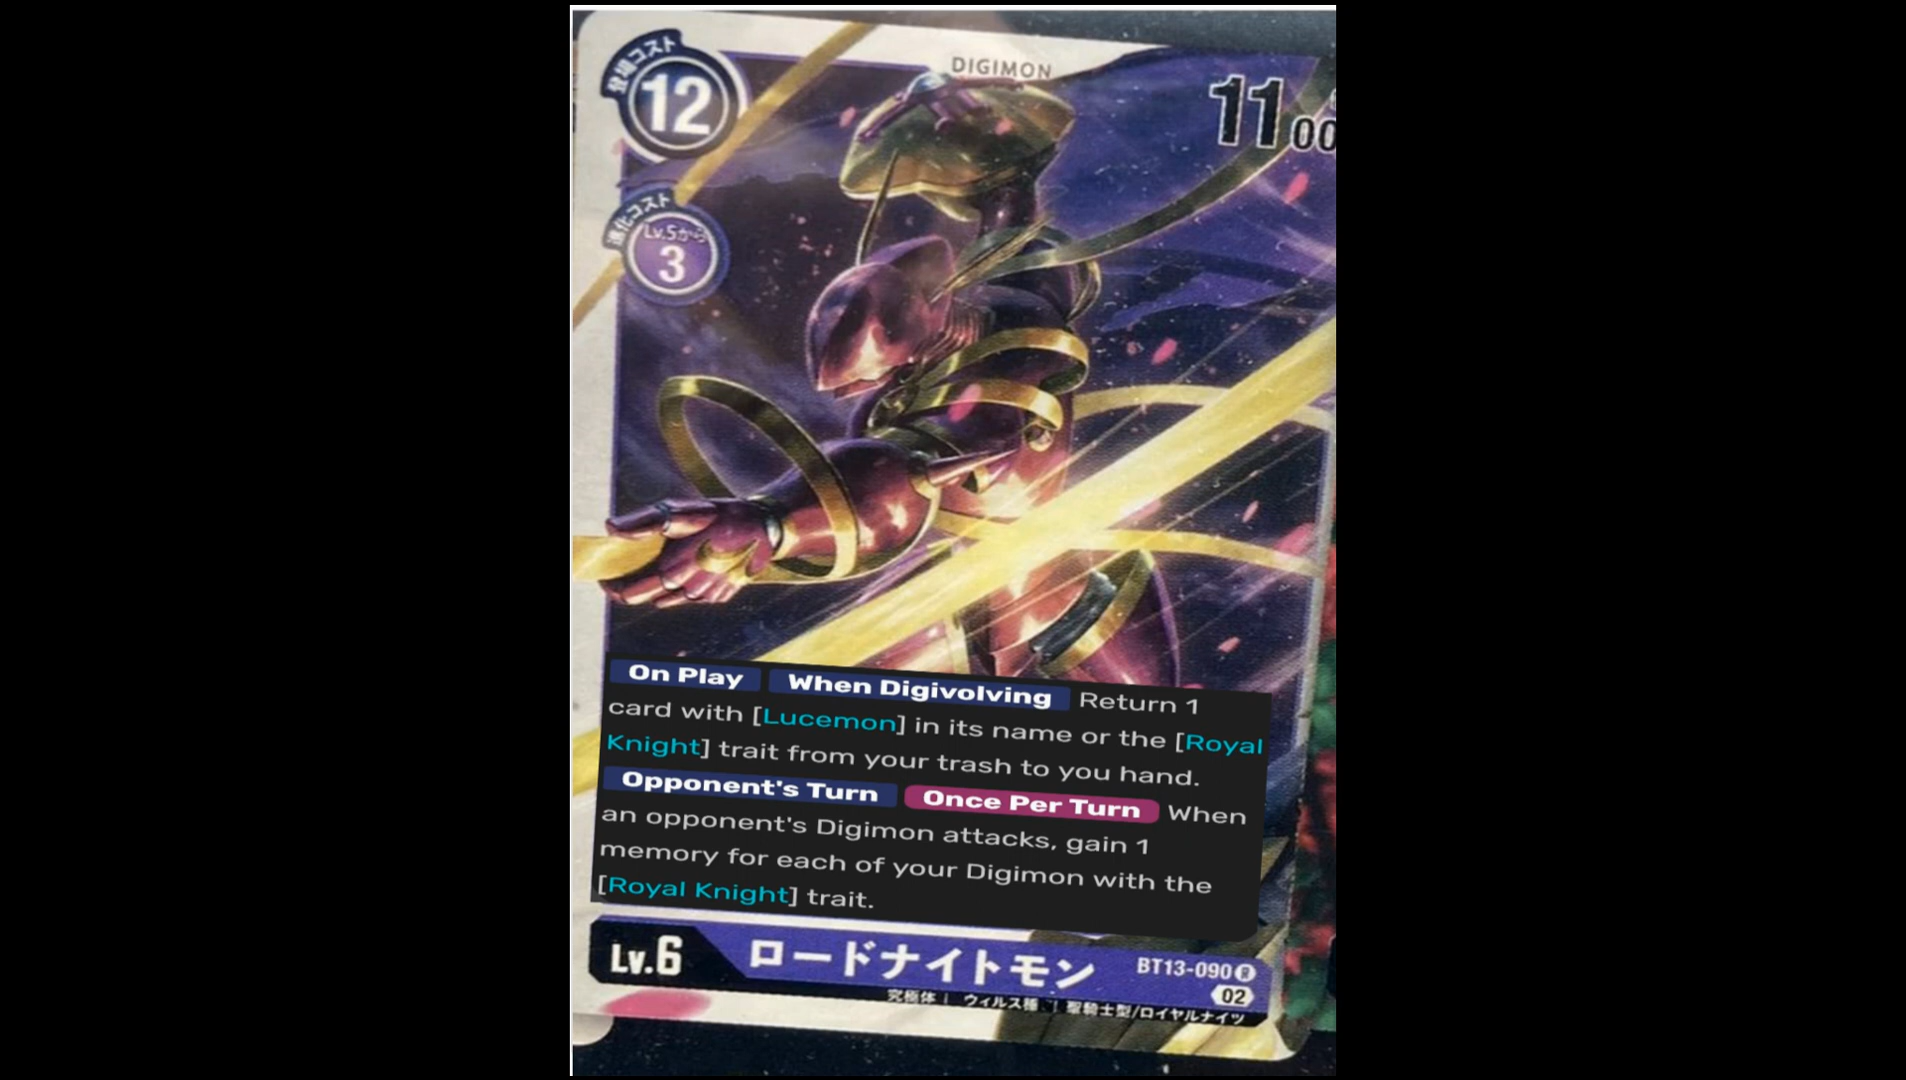 DIGIMON
登場コスト
12
1100
進化コスト
Lv.5から
3
On Play When Digivolving Return 1
card with [Lucemon] in its name or the [Royal
Knight] trait from your trash to you hand.
Opponent's Turn Once Per Turn When
an opponent's Digimon attacks, gain 1
memory for each of your Digimon with the
[Royal Knight] trait.
Lv.6
ロードナイトモン
BT13-090 R
02
究極体 | ウィルス種 | 聖騎士型/ロイヤルナイツ